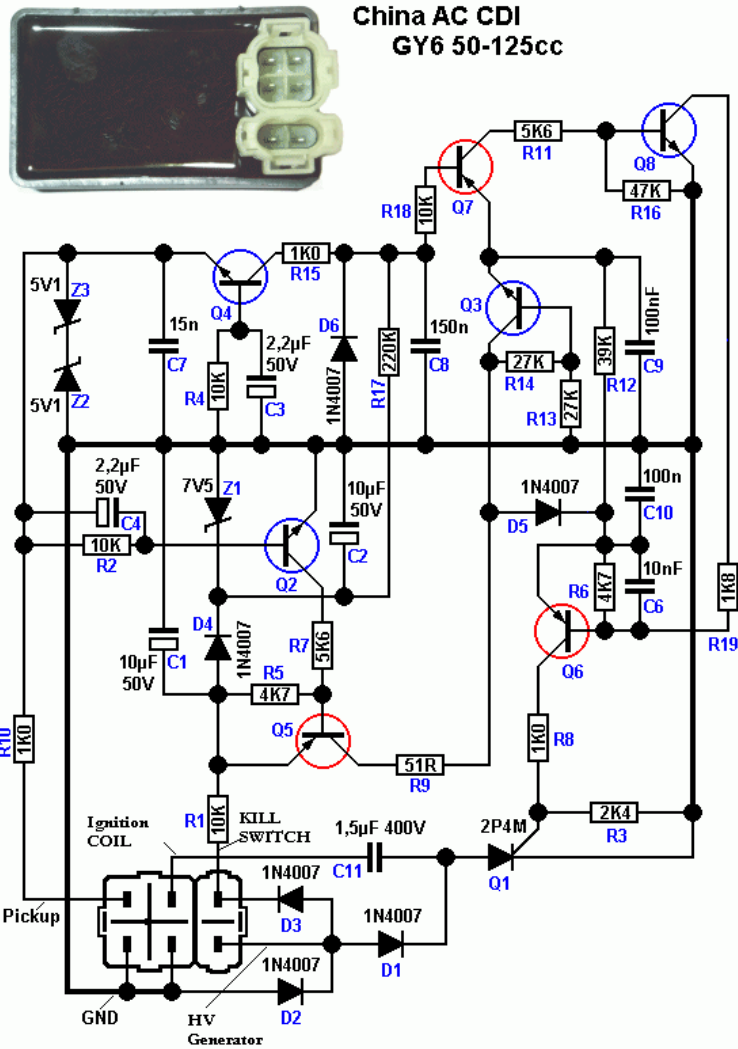 China AC CDI
GY6 50-125cc
5K6
R11
Q8
47K
R16
R18
10K
Q7
5V1
Z3
1K0
R15
Q4
Q3
15n
C7
2,2µF
50V
C3
R4
10K
D6
1N4007
220K
R17
150n
C8
27K
R14
27K
R13
39K
R12
100nF
C9
5V1
Z2
2,2µF
50V
C4
10K
R2
7V5
Z1
10µF
50V
C2
Q2
1N4007
D5
100n
C10
10nF
C6
R6
4K7
1K8
R19
Q6
D4
1N4007
10µF
50V
C1
R7
5K6
R5
4K7
Q5
51R
R9
1K0
R8
R10
1K0
R1
10K
Ignition
COIL
KILL
SWITCH
1,5µF 400V
C11
2P4M
Q1
2K4
R3
1N4007
D3
1N4007
D1
Pickup
1N4007
D2
GND
HV
Generator